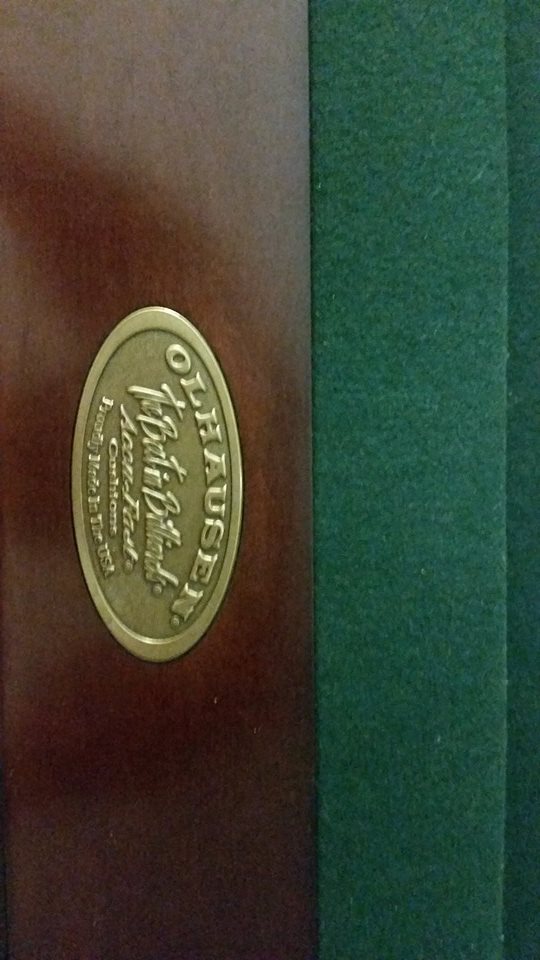 OLHAUSEN®
The Best in Billiards®
Accu-Fast®
Cushions
Proudly Made In The USA